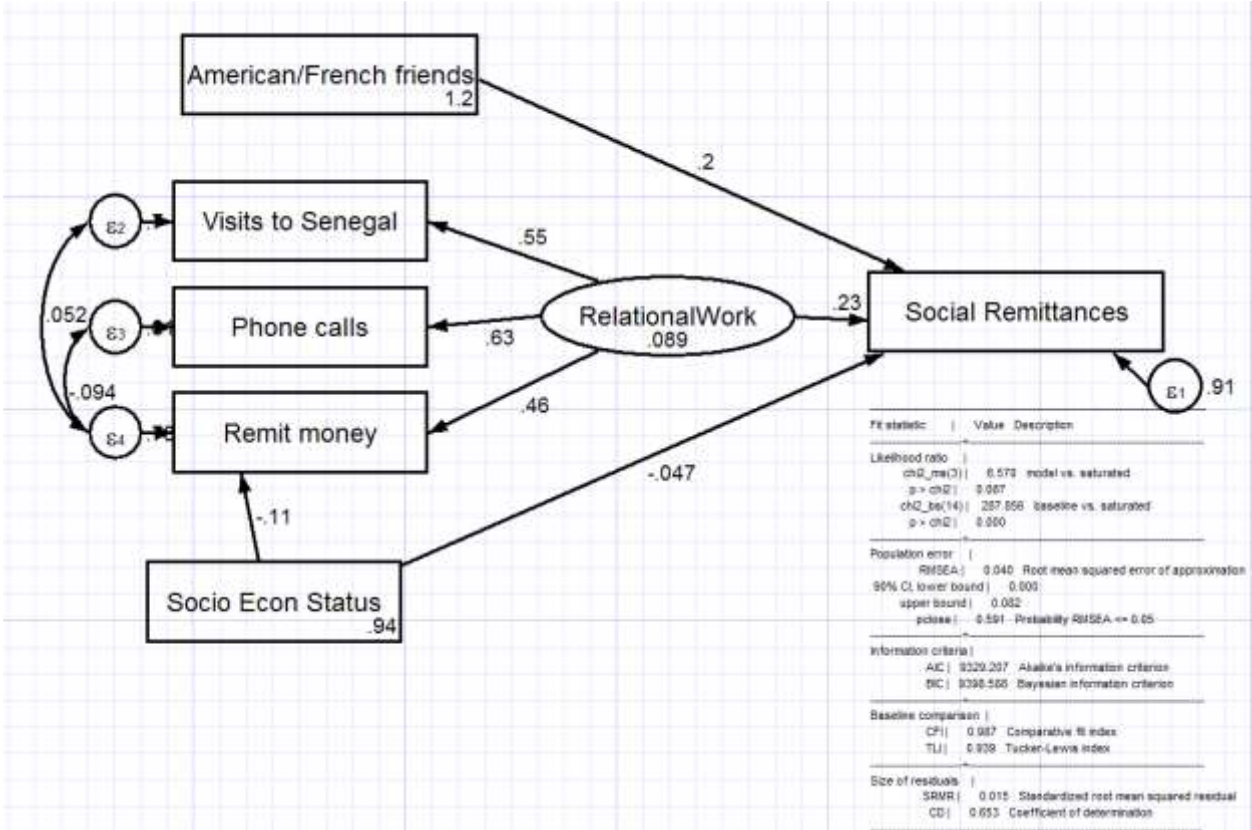 American/French friends
1.2
.2
ε2
Visits to Senegal
.55
.052
ε3
Phone calls
.63
RelationalWork
.089
.23
Social Remittances
-.094
ε4
Remit money
.46
ε1
.91
-.047
-.11
Socio Econ Status
.94
Fit statistic | Value Description
Likelihood ratio |
chi2_ms(3) | 6.570 model vs. saturated
p > chi2 | 0.087
chi2_bs(14) | 287.856 baseline vs. saturated
p > chi2 | 0.000
Population error |
RMSEA | 0.040 Root mean squared error of approximation
90% CI, lower bound | 0.000
upper bound | 0.082
pclose | 0.591 Probability RMSEA <= 0.05
Information criteria |
AIC | 9329.207 Akaike's information criterion
BIC | 9398.566 Bayesian information criterion
Baseline comparison |
CFI | 0.987 Comparative fit index
TLI | 0.939 Tucker-Lewis index
Size of residuals |
SRMR | 0.015 Standardized root mean squared residual
CD | 0.653 Coefficient of determination